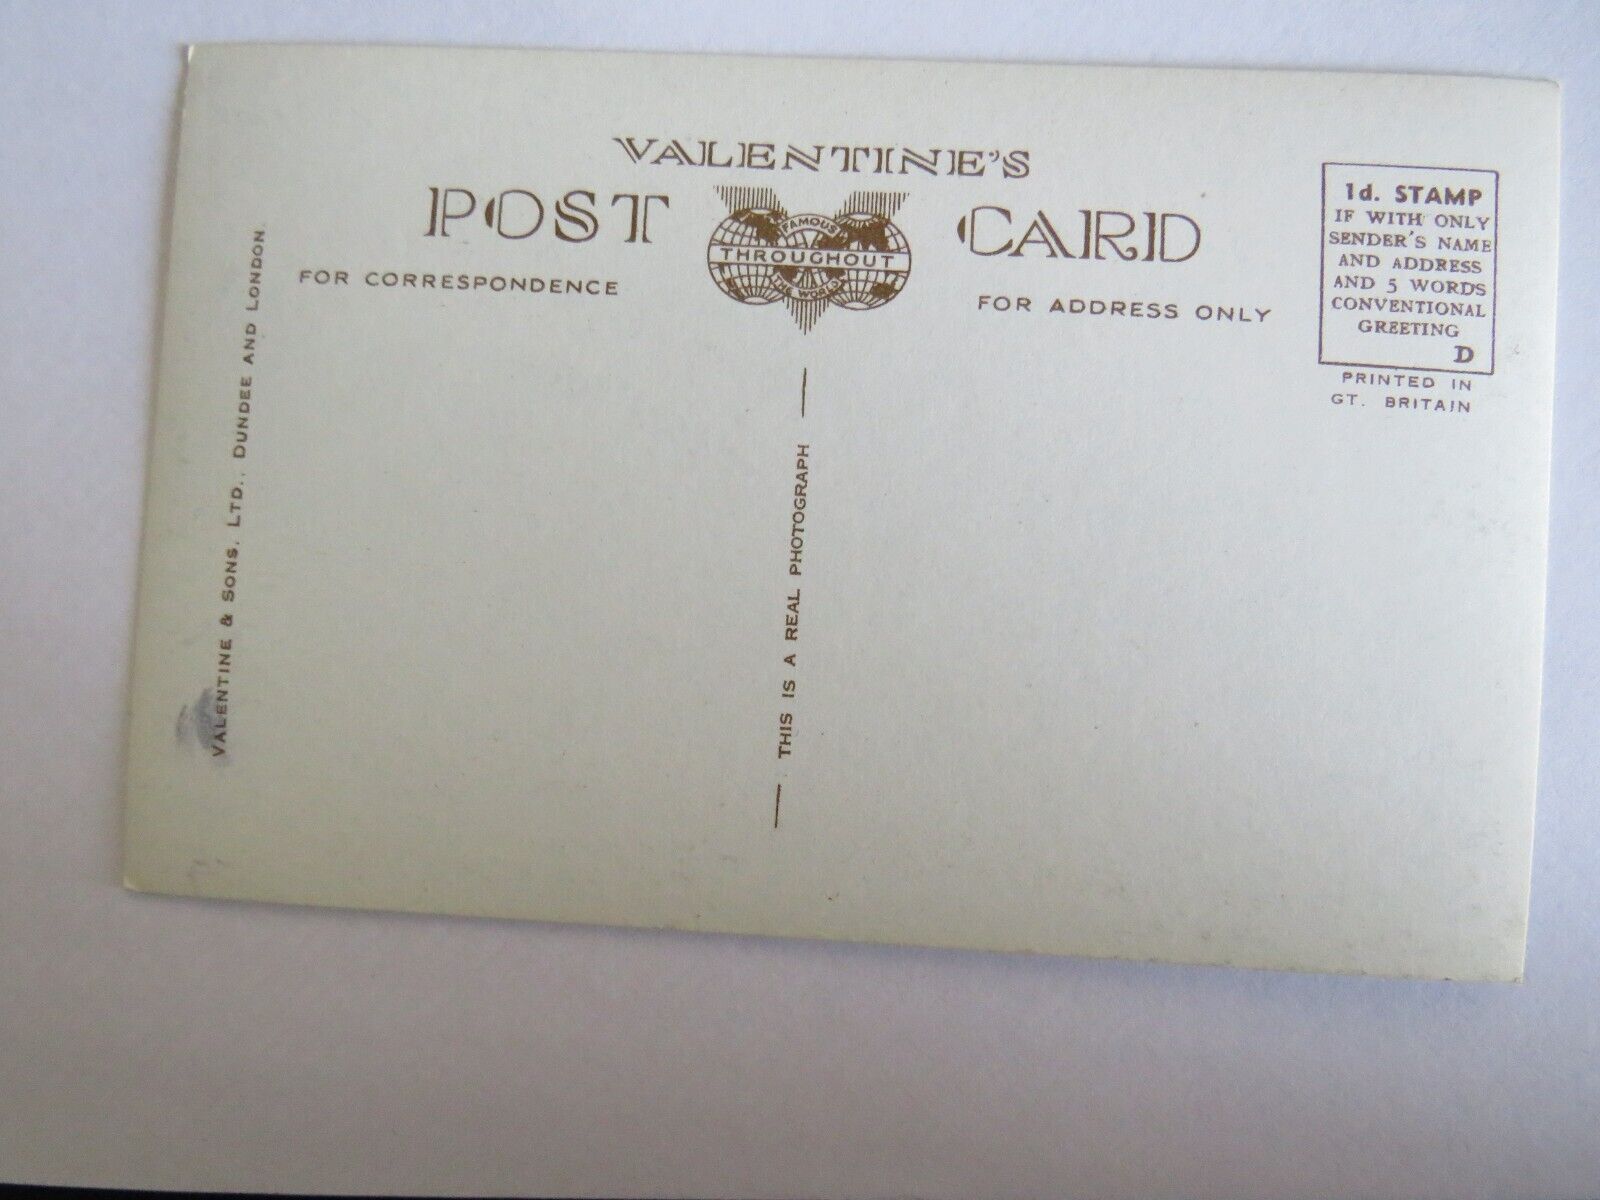 VALENTINE'S
POST CARD
FAMOUS
THROUGHOUT
THE WORLD
FOR CORRESPONDENCE
FOR ADDRESS ONLY
1d. STAMP
IF WITH ONLY
SENDER'S NAME
AND ADDRESS
AND 5 WORDS
CONVENTIONAL
GREETING
D
PRINTED IN
GT. BRITAIN
VALENTINE & SONS. LTD., DUNDEE AND LONDON.
THIS IS A REAL PHOTOGRAPH